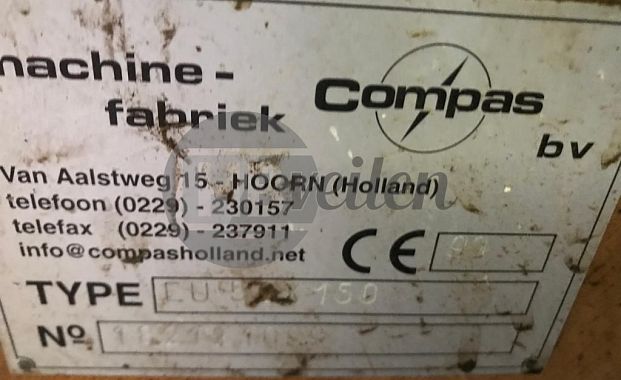 machine -
fabriek
Compas
bv
Van Aalstweg 15 - HOORN (Holland)
telefoon (0229) - 230157
telefax (0229) - 237911
info@compasholland.net
CE
TYPE 150
Nº